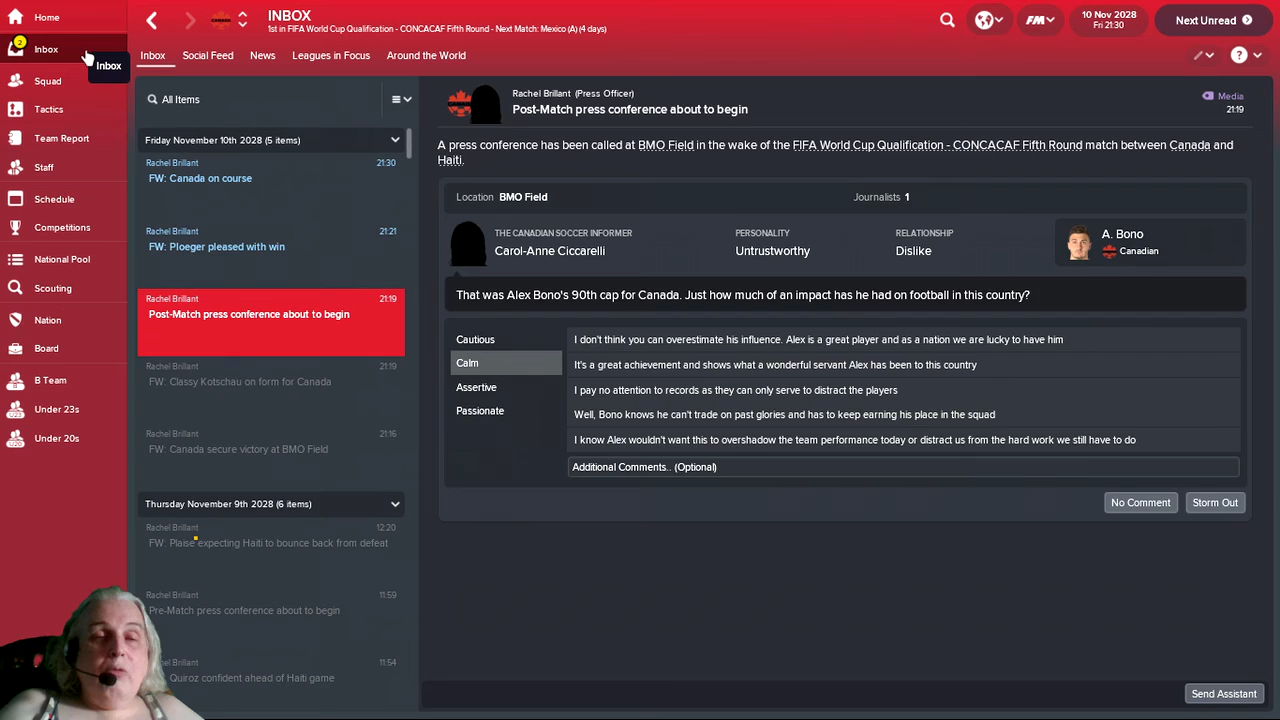 Home
2
Inbox
Inbox
Squad
Tactics
Team Report
Staff
Schedule
Competitions
National Pool
Scouting
Nation
Board
B Team
Under 23s
Under 20s
CANADA
INBOX
1st in FIFA World Cup Qualification - CONCACAF Fifth Round - Next Match: Mexico (A) (4 days)
FM
10 Nov 2028
Fri 21:30
Next Unread
Inbox
Social Feed
News
Leagues in Focus
Around the World
?
All Items
Friday November 10th 2028 (5 items)
Rachel Brillant 21:30
FW: Canada on course
Rachel Brillant 21:21
FW: Ploeger pleased with win
Rachel Brillant 21:19
Post-Match press conference about to begin
Rachel Brillant 21:19
FW: Classy Kotschau on form for Canada
Rachel Brillant 21:16
FW: Canada secure victory at BMO Field
Thursday November 9th 2028 (6 items)
Rachel Brillant 12:20
FW: Plaise expecting Haiti to bounce back from defeat
Rachel Brillant 11:59
Pre-Match press conference about to begin
Brillant 11:54
Quiroz confident ahead of Haiti game
CANADA
Rachel Brillant (Press Officer)
Post-Match press conference about to begin
Media
21:19
A press conference has been called at BMO Field in the wake of the FIFA World Cup Qualification - CONCACAF Fifth Round match between Canada and
Haiti.
Location BMO Field
Journalists 1
THE CANADIAN SOCCER INFORMER
Carol-Anne Ciccarelli
PERSONALITY
Untrustworthy
RELATIONSHIP
Dislike
A. Bono
Canadian
That was Alex Bono's 90th cap for Canada. Just how much of an impact has he had on football in this country?
Cautious
Calm
Assertive
Passionate
I don't think you can overestimate his influence. Alex is a great player and as a nation we are lucky to have him
It's a great achievement and shows what a wonderful servant Alex has been to this country
I pay no attention to records as they can only serve to distract the players
Well, Bono knows he can't trade on past glories and has to keep earning his place in the squad
I know Alex wouldn't want this to overshadow the team performance today or distract us from the hard work we still have to do
Additional Comments.. (Optional)
No Comment
Storm Out
Send Assistant